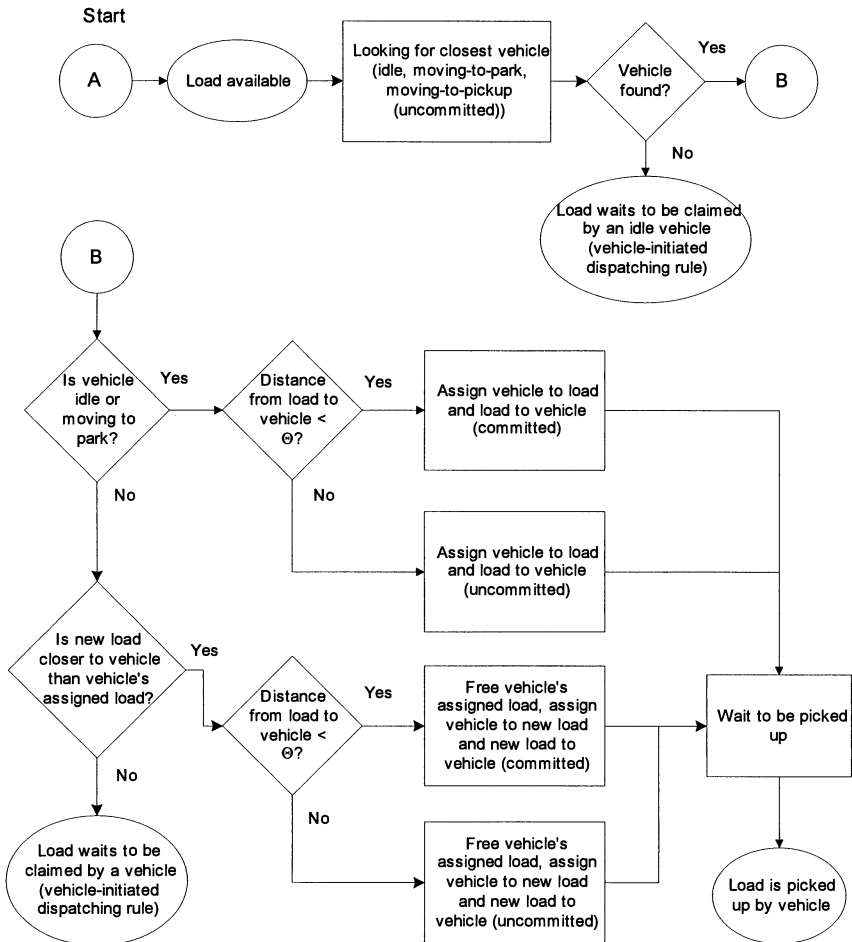 Start
A
Load available
Looking for closest vehicle
(idle, moving-to-park,
moving-to-pickup
(uncommitted))
Vehicle
found?
Yes
B
No
Load waits to be claimed
by an idle vehicle
(vehicle-initiated
dispatching rule)
B
Is vehicle
idle or
moving to
park?
Yes
Distance
from load to
vehicle <
Θ?
Yes
Assign vehicle to load
and load to vehicle
(committed)
No
No
Assign vehicle to load
and load to vehicle
(uncommitted)
Is new load
closer to vehicle
than vehicle's
assigned load?
Yes
Distance
from load to
vehicle <
Θ?
Yes
Free vehicle's
assigned load, assign
vehicle to new load
and new load to
vehicle (committed)
Wait to be picked
up
No
No
Load waits to be
claimed by a vehicle
(vehicle-initiated
dispatching rule)
Free vehicle's
assigned load, assign
vehicle to new load
and new load to
vehicle (uncommitted)
Load is picked
up by vehicle